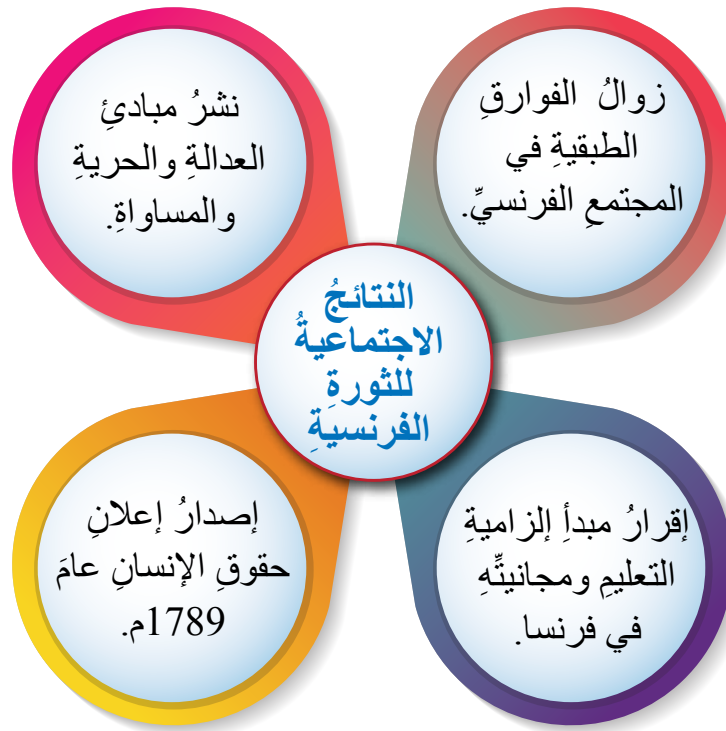 زوالُ الفوارقِ
الطبقيةِ في
المجتمعِ الفرنسيِّ.
نشرُ مبادئِ
العدالةِ والحريةِ
والمساواةِ.
النتائجُ
الاجتماعيةُ
للثورةِ
الفرنسيةِ
إقرارُ مبدأِ إلزاميةِ
التعليمِ ومجانيتِّهِ
في فرنسا.
إصدارُ إعلانِ
حقوقِ الإنسانِ عامَ
1789م.